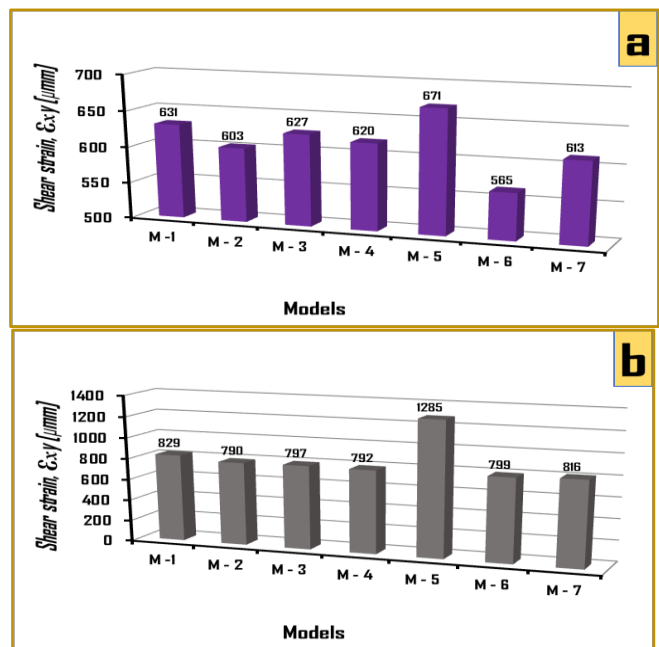 a
Shear strain, εxy [μmm]
700
650
600
550
500
631
603
627
620
671
565
613
M -1
M - 2
M - 3
M - 4
M - 5
M - 6
M - 7
Models
b
Shear strain, εxy [μmm]
1400
1200
1000
800
600
400
200
0
829
790
797
792
1285
799
816
M -1
M - 2
M - 3
M - 4
M - 5
M - 6
M - 7
Models